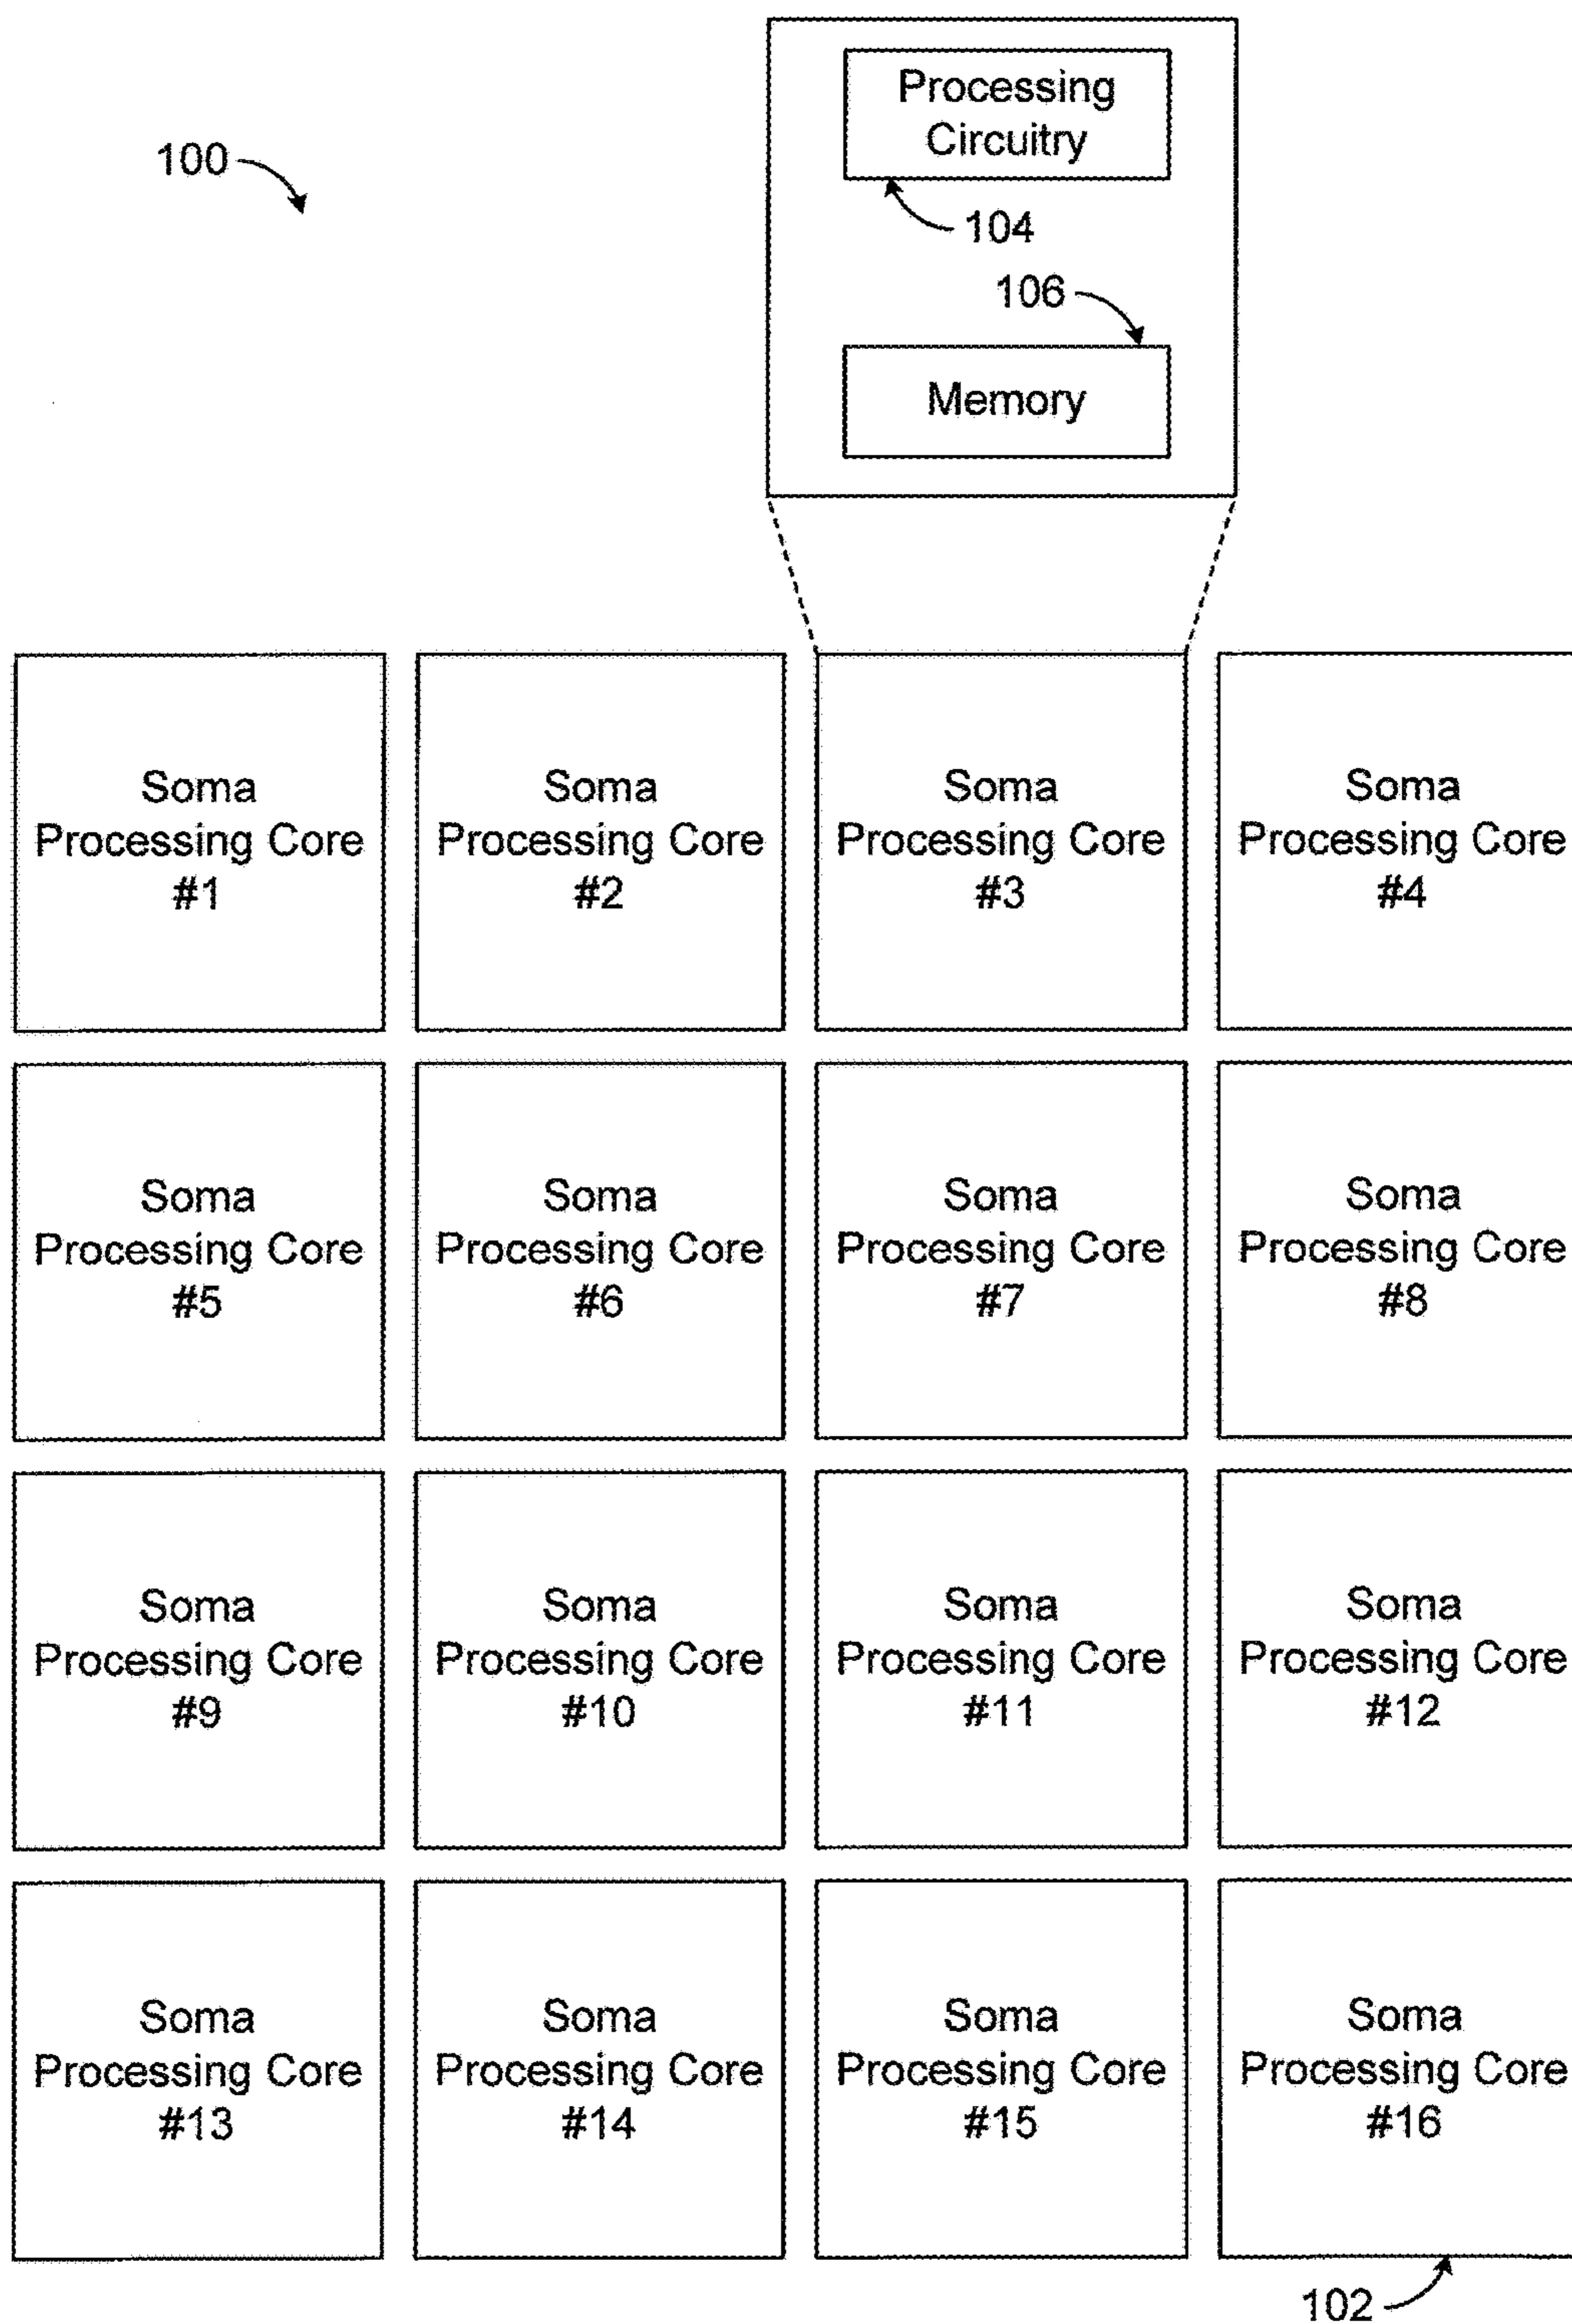 Processing
Circuitry
100
104
106
Memory
Soma
Processing Core
#1
Soma
Processing Core
#2
Soma
Processing Core
#3
Soma
Processing Core
#4
Soma
Processing Core
#5
Soma
Processing Core
#6
Soma
Processing Core
#7
Soma
Processing Core
#8
Soma
Processing Core
#9
Soma
Processing Core
#10
Soma
Processing Core
#11
Soma
Processing Core
#12
Soma
Processing Core
#13
Soma
Processing Core
#14
Soma
Processing Core
#15
Soma
Processing Core
#16
102